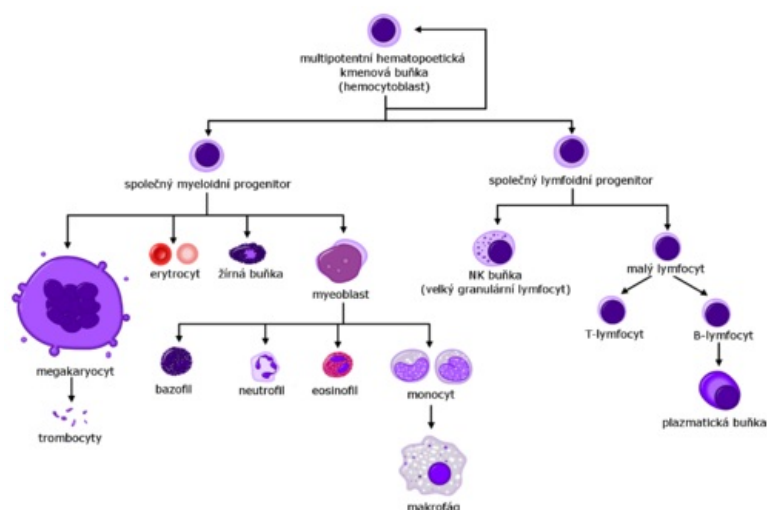 multipotentní hematopoetická
kmenová buňka
(hemocytoblast)
společný myeloidní progenitor
společný lymfoidní progenitor
erytrocyt
žírná buňka
myeoblast
NK buňka
(velký granulární lymfocyt)
malý lymfocyt
T-lymfocyt
B-lymfocyt
megakaryocyt
bazofil
neutrofil
eosinofil
monocyt
plazmatická buňka
trombocyty
makrofág